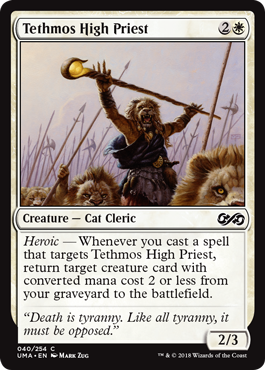 Tethmos High Priest 2
Creature — Cat Cleric
Heroic — Whenever you cast a spell
that targets Tethmos High Priest,
return target creature card with
converted mana cost 2 or less from
your graveyard to the battlefield.
“Death is tyranny. Like all tyranny, it
must be opposed.”
2/3
040/254 C
UMA • EN Mark Zug
™ & © 2018 Wizards of the Coast